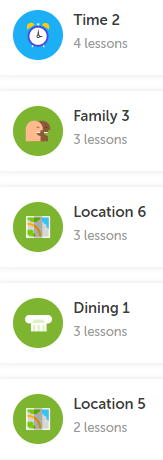 Time 2
4 lessons
Family 3
3 lessons
Location 6
3 lessons
Dining 1
3 lessons
Location 5
2 lessons